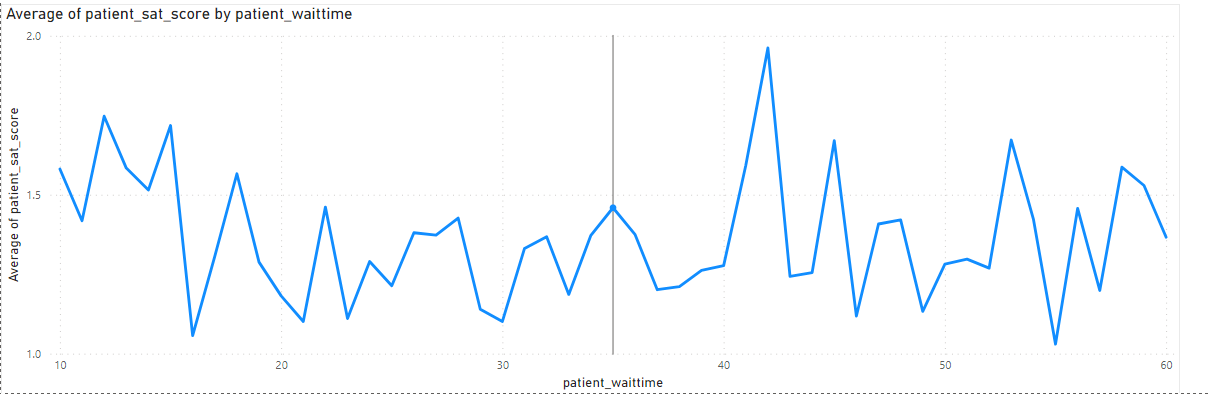 Average of patient_sat_score by patient_waittime
2.0
1.5
1.0
Average of patient_sat_score
10 20 30 40 50 60
patient_waittime